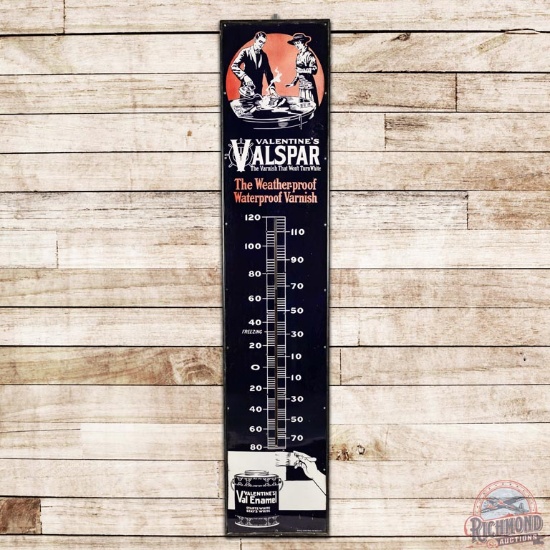 VALENTINE'S
VALSPAR
The Varnish That Won't Turn White
The Weather-proof
Waterproof Varnish
120
110
100
90
80
70
60
50
40
FREEZING
30
20
10
0
10
20
30
40
50
60
70
80
VALENTINE'S
Val Enamel
RICHMOND
AUCTIONS